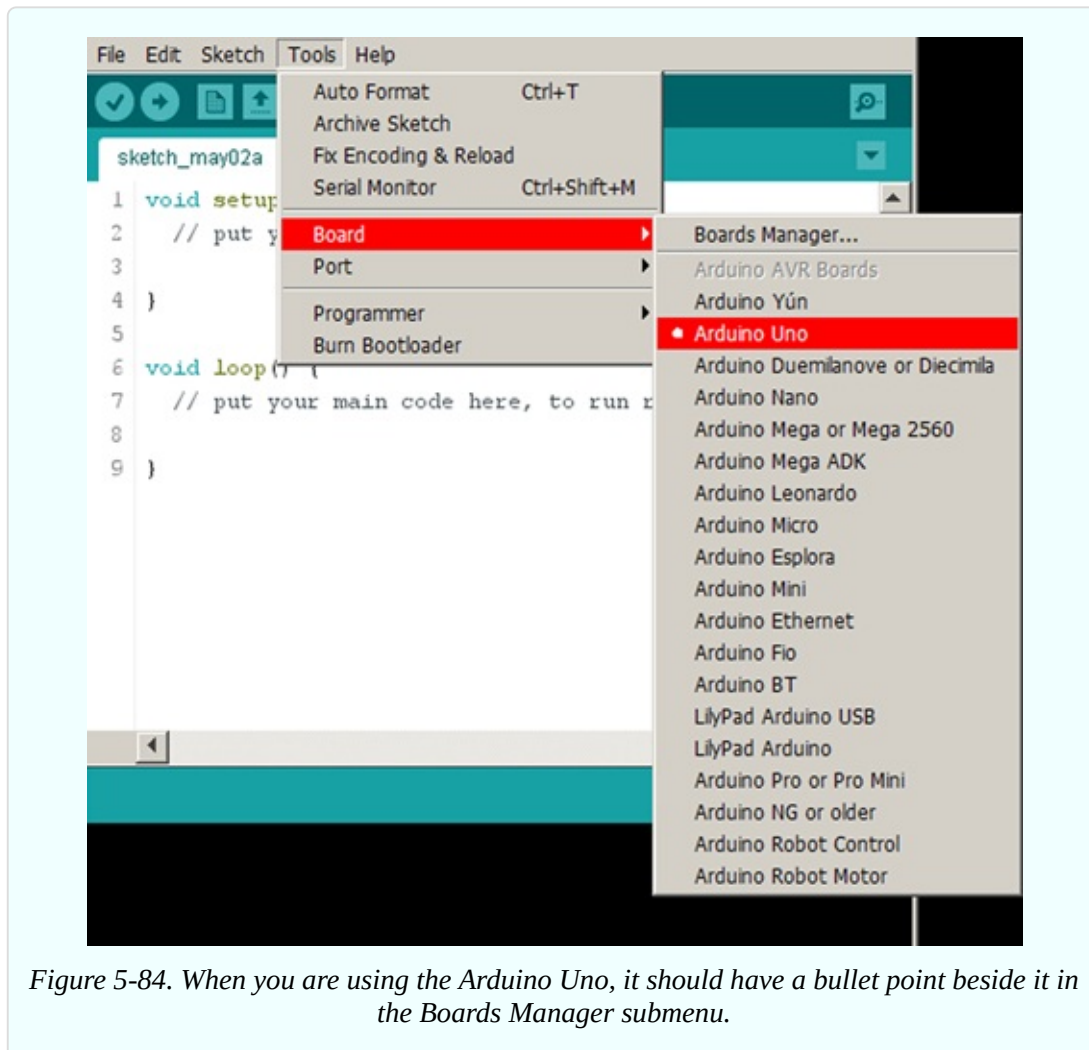 File Edit Sketch Tools Help
Auto Format Ctrl+T
Archive Sketch
Fix Encoding & Reload
Serial Monitor Ctrl+Shift+M
Board
Port
Programmer
Burn Bootloader
Boards Manager...
Arduino AVR Boards
Arduino Yún
Arduino Uno
Arduino Duemilanove or Diecimila
Arduino Nano
Arduino Mega or Mega 2560
Arduino Mega ADK
Arduino Leonardo
Arduino Micro
Arduino Esplora
Arduino Mini
Arduino Ethernet
Arduino Fio
Arduino BT
LilyPad Arduino USB
LilyPad Arduino
Arduino Pro or Pro Mini
Arduino NG or older
Arduino Robot Control
Arduino Robot Motor
sketch_may02a
1 void setup
2 // put y
3
4 }
5
6 void loop() {
7 // put your main code here, to run r
8
9 }
Figure 5-84. When you are using the Arduino Uno, it should have a bullet point beside it in
the Boards Manager submenu.